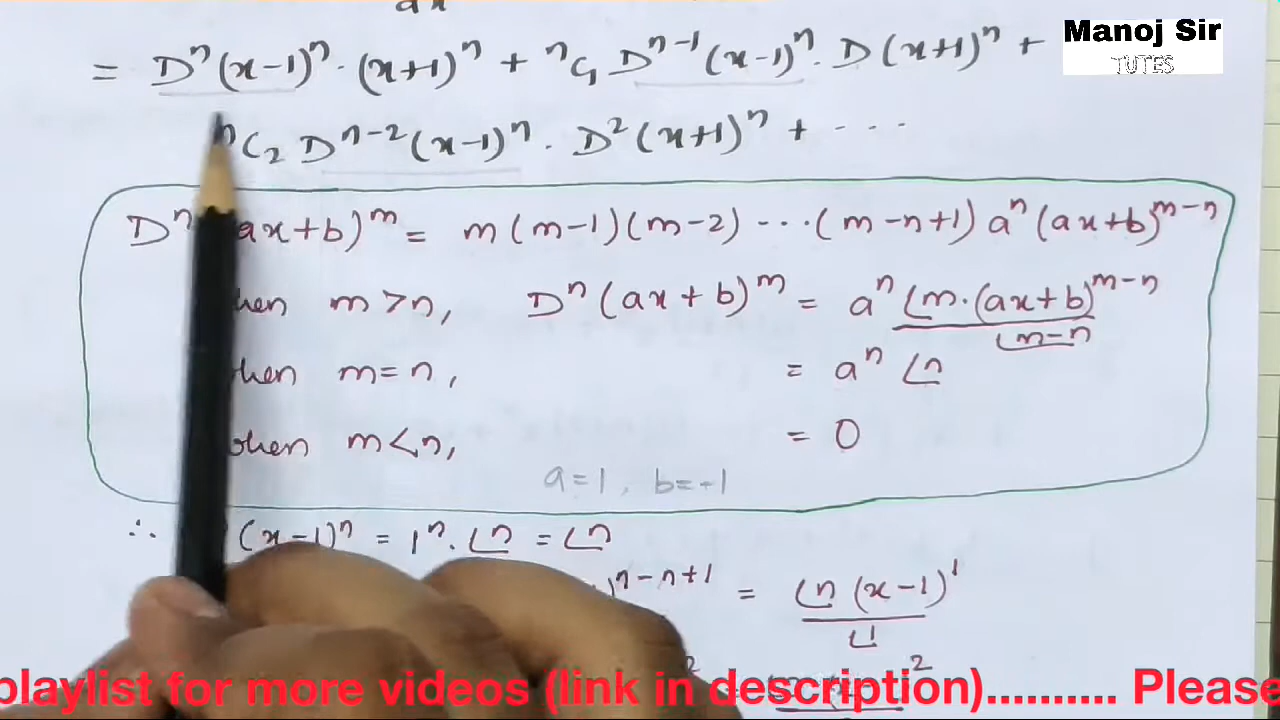 Manoj Sir
TUTES
= Dⁿ(x-1)ⁿ · (x+1)ⁿ + ⁿC₁ Dⁿ⁻¹(x-1)ⁿ · D(x+1)ⁿ +
ⁿC₂ Dⁿ⁻²(x-1)ⁿ · D²(x+1)ⁿ + ---
Dⁿ ax+b)ᵐ = m(m-1)(m-2) ···(m-n+1) aⁿ(ax+b)ᵐ⁻ⁿ
hen m>n, Dⁿ(ax+b)ᵐ = aⁿ ∟m·(ax+b)ᵐ⁻ⁿ / ∟m-n
hen m=n, = aⁿ ∟n
when m<n, = 0
a=1, b=-1
∴ (x-1)ⁿ = 1ⁿ·∟n = ∟n
)ⁿ⁻ⁿ⁺¹ = ∟n (x-1)¹ / ∟1
playlist for more videos (link in description).......... Please